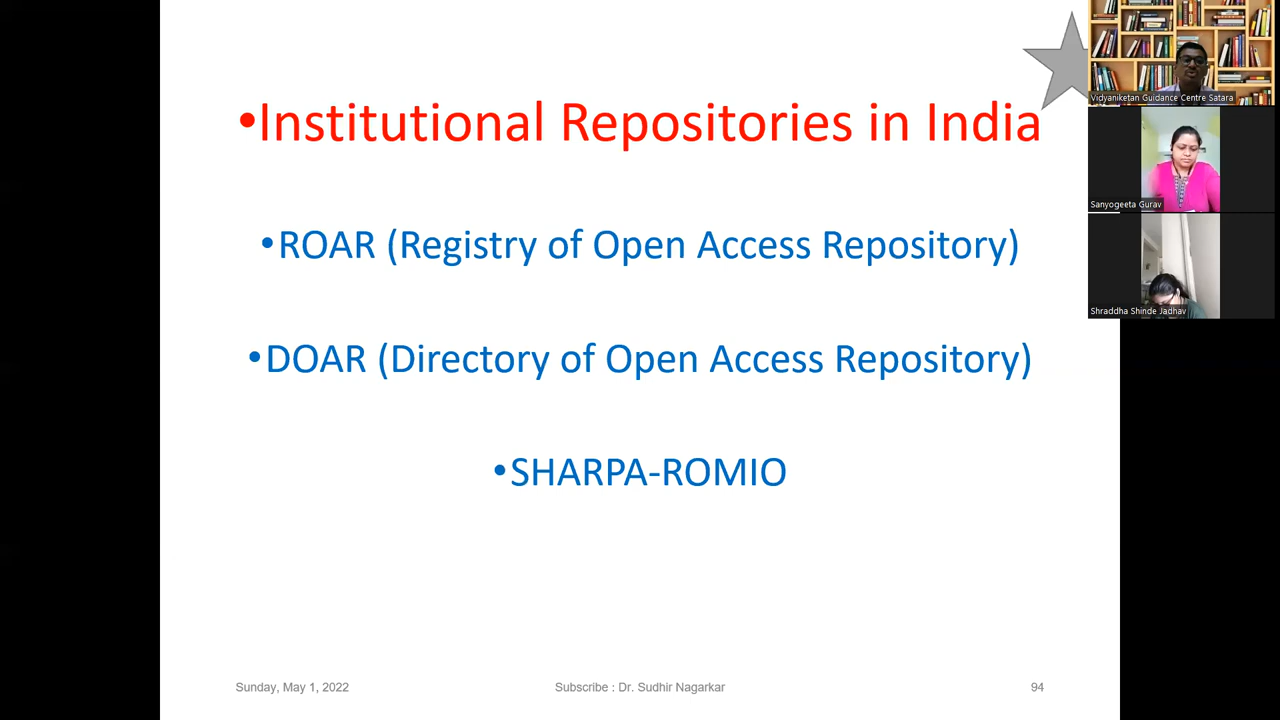 •Institutional Repositories in India
•ROAR (Registry of Open Access Repository)
•DOAR (Directory of Open Access Repository)
•SHARPA-ROMIO
Sunday, May 1, 2022
Subscribe : Dr. Sudhir Nagarkar
94
Vidyaniketan Guidance Centre Satara
Sanyogeeta Gurav
Shraddha Shinde Jadhav